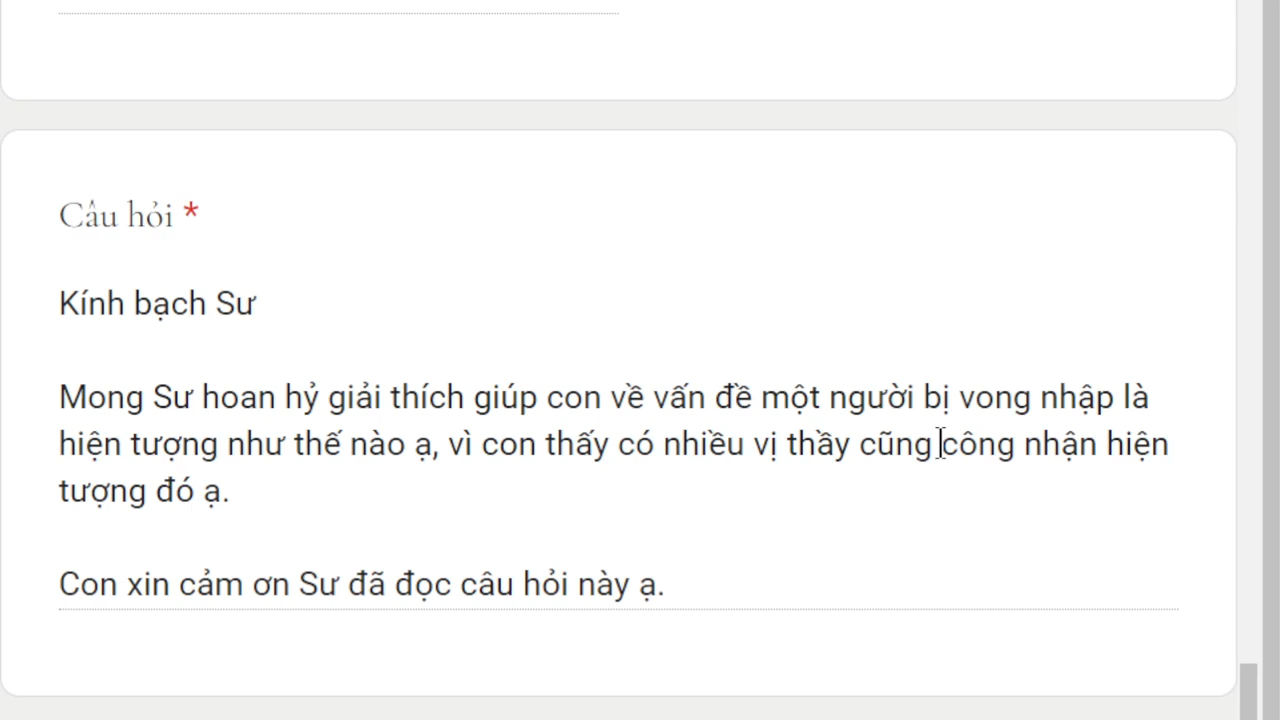 Câu hỏi *
Kính bạch Sư
Mong Sư hoan hỷ giải thích giúp con về vấn đề một người bị vong nhập là
hiện tượng như thế nào ạ, vì con thấy có nhiều vị thầy cũng công nhận hiện
tượng đó ạ.
Con xin cảm ơn Sư đã đọc câu hỏi này ạ.